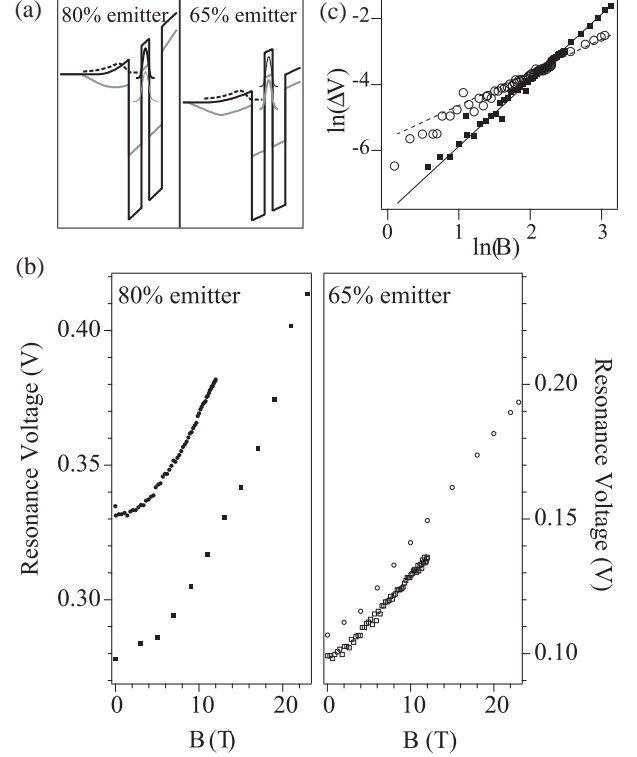 (a)
80% emitter
65% emitter
(c)
ln(ΔV)
-2
-4
-6
0
1
2
3
ln(B)
(b)
80% emitter
Resonance Voltage (V)
0.40
0.35
0.30
0
10
20
B (T)
65% emitter
Resonance Voltage (V)
0.20
0.15
0.10
0
10
20
B (T)